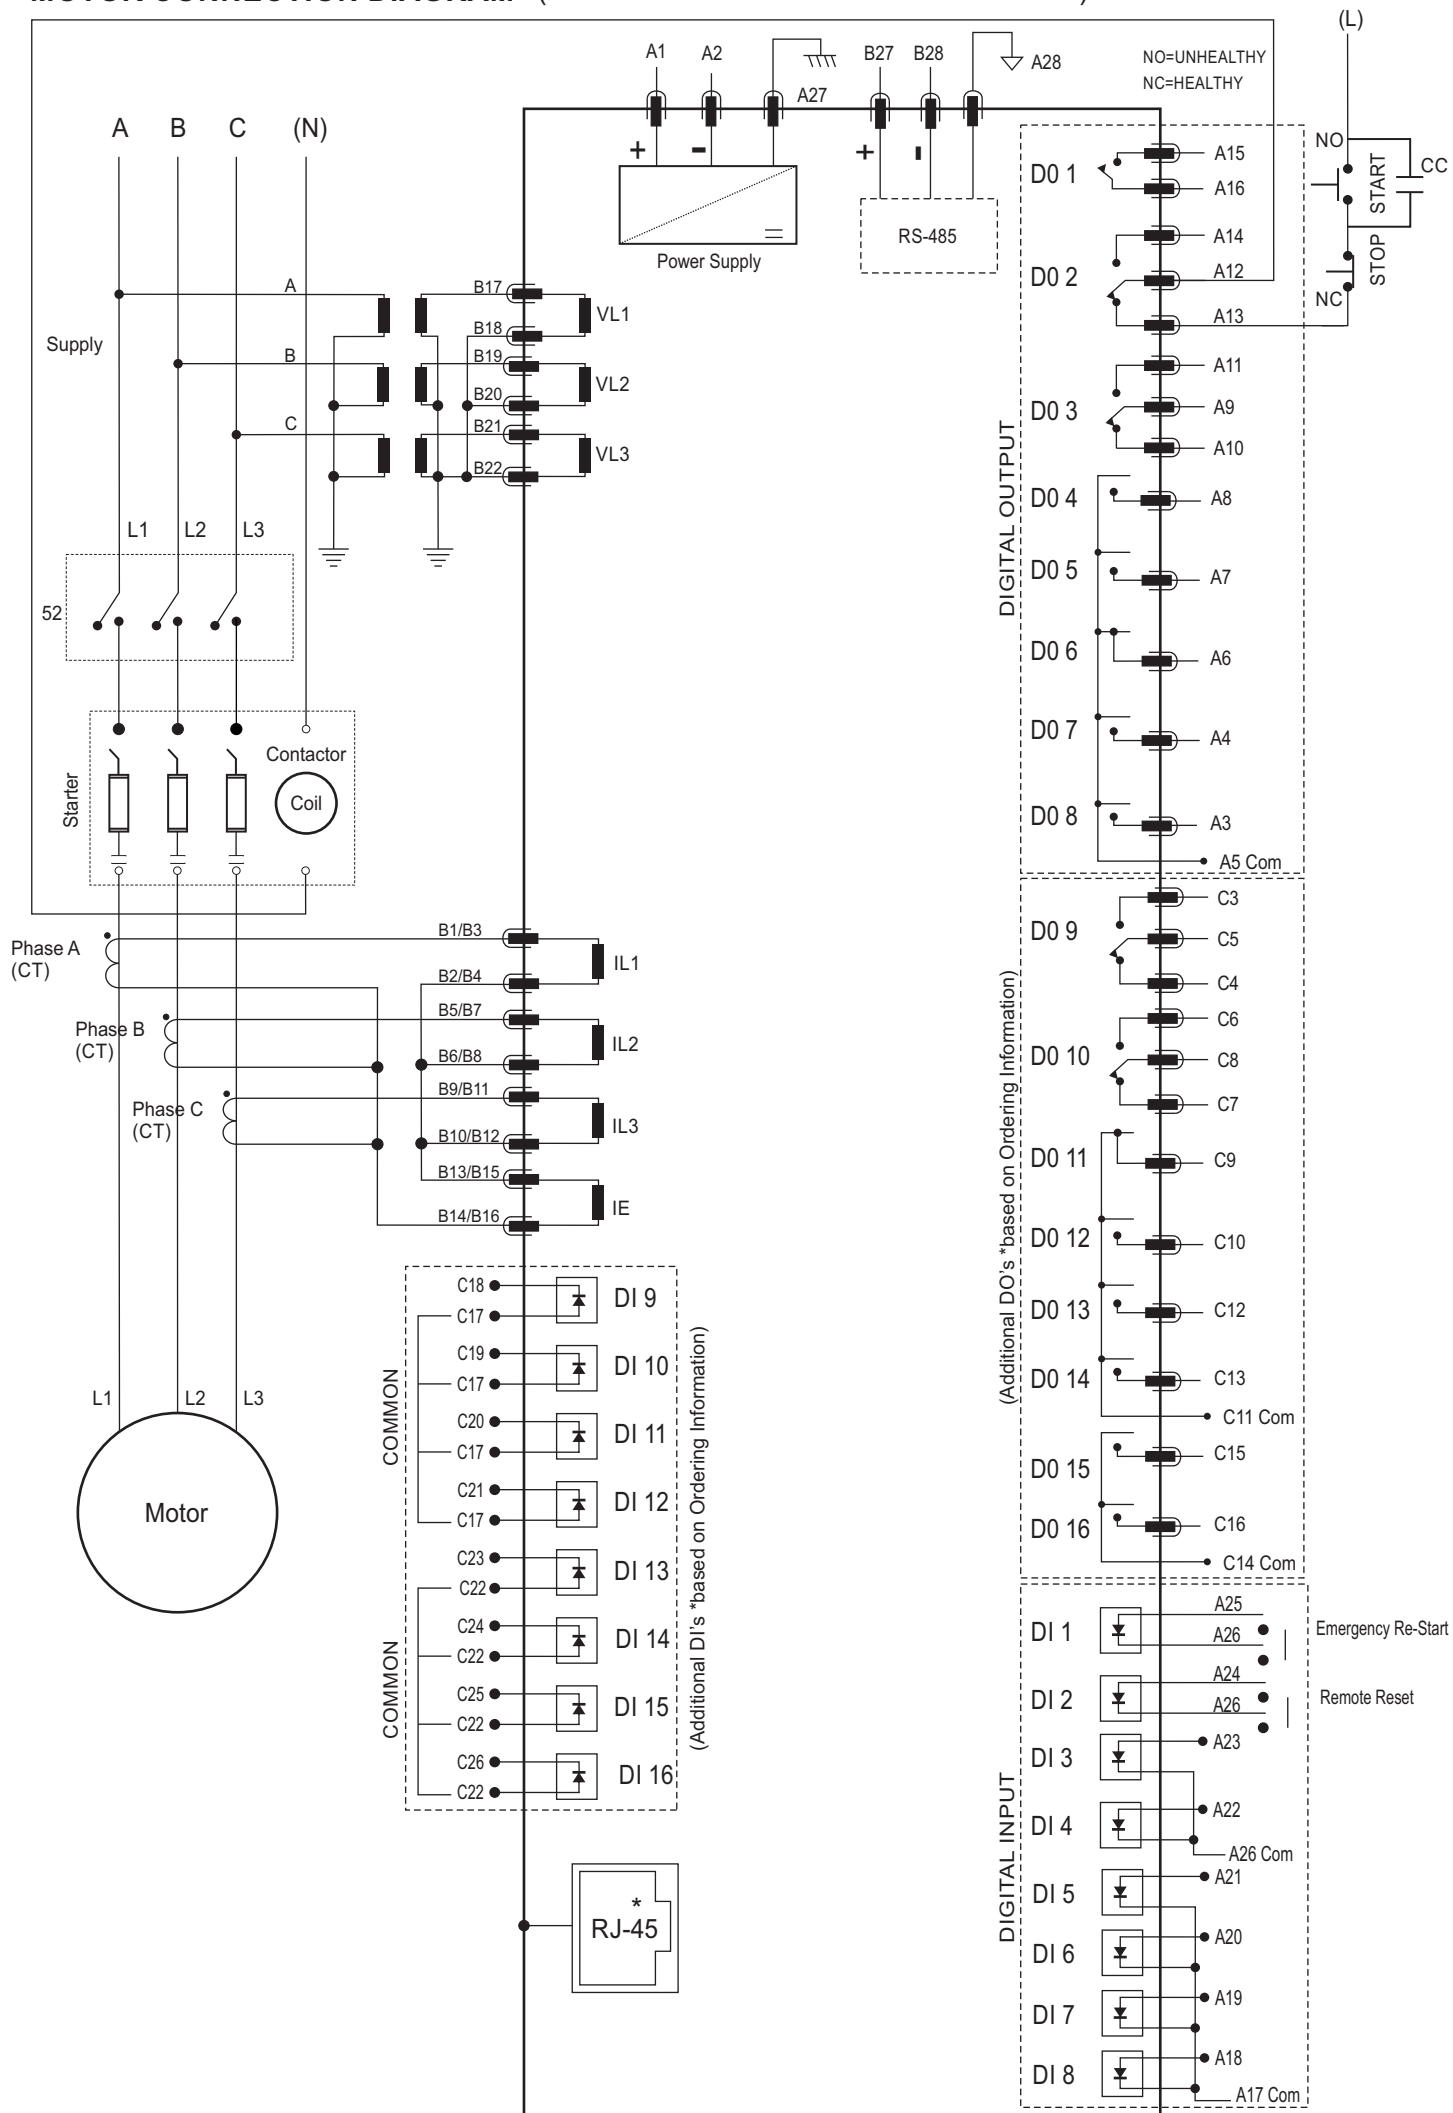 A B C (N)
A1 A2 A27 B27 B28 A28
+ - + -
Power Supply
RS-485
NO=UNHEALTHY
NC=HEALTHY
(L)
NO
START
CC
STOP
NC
Supply
A
B
C
B17
B18
B19
B20
B21
B22
VL1
VL2
VL3
L1 L2 L3
52
Starter
Contactor
Coil
Phase A
(CT)
Phase B
(CT)
Phase C
(CT)
B1/B3
B2/B4
B5/B7
B6/B8
B9/B11
B10/B12
B13/B15
B14/B16
IL1
IL2
IL3
IE
L1 L2 L3
Motor
COMMON
C18
C17
DI 9
C19
C17
DI 10
C20
C17
DI 11
C21
C17
DI 12
COMMON
C23
C22
DI 13
C24
C22
DI 14
C25
C22
DI 15
C26
C22
DI 16
(Additional DI's *based on Ordering Information)
*
RJ-45
DIGITAL OUTPUT
D0 1
A15
A16
D0 2
A14
A12
A13
D0 3
A11
A9
A10
D0 4
A8
D0 5
A7
D0 6
A6
D0 7
A4
D0 8
A3
A5 Com
(Additional DO's *based on Ordering Information)
D0 9
C3
C5
C4
D0 10
C6
C8
C7
D0 11
C9
D0 12
C10
D0 13
C12
D0 14
C13
C11 Com
D0 15
C15
D0 16
C16
C14 Com
DIGITAL INPUT
DI 1
A25
A26
Emergency Re-Start
DI 2
A24
A26
Remote Reset
DI 3
A23
DI 4
A22
A26 Com
DI 5
A21
DI 6
A20
DI 7
A19
DI 8
A18
A17 Com